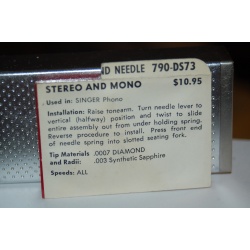 ND NEEDLE 790-DS73
STEREO AND MONO
$10.95
Used in: SINGER Phono
Installation: Raise tonearm. Turn needle lever to
vertical (halfway) position and twist to slide
entire assembly out from under holding spring.
Reverse procedure to install. Press front end
of needle spring into slotted seating fork.
Tip Materials .0007 DIAMOND
and Radii: .003 Synthetic Sapphire
Speeds: ALL